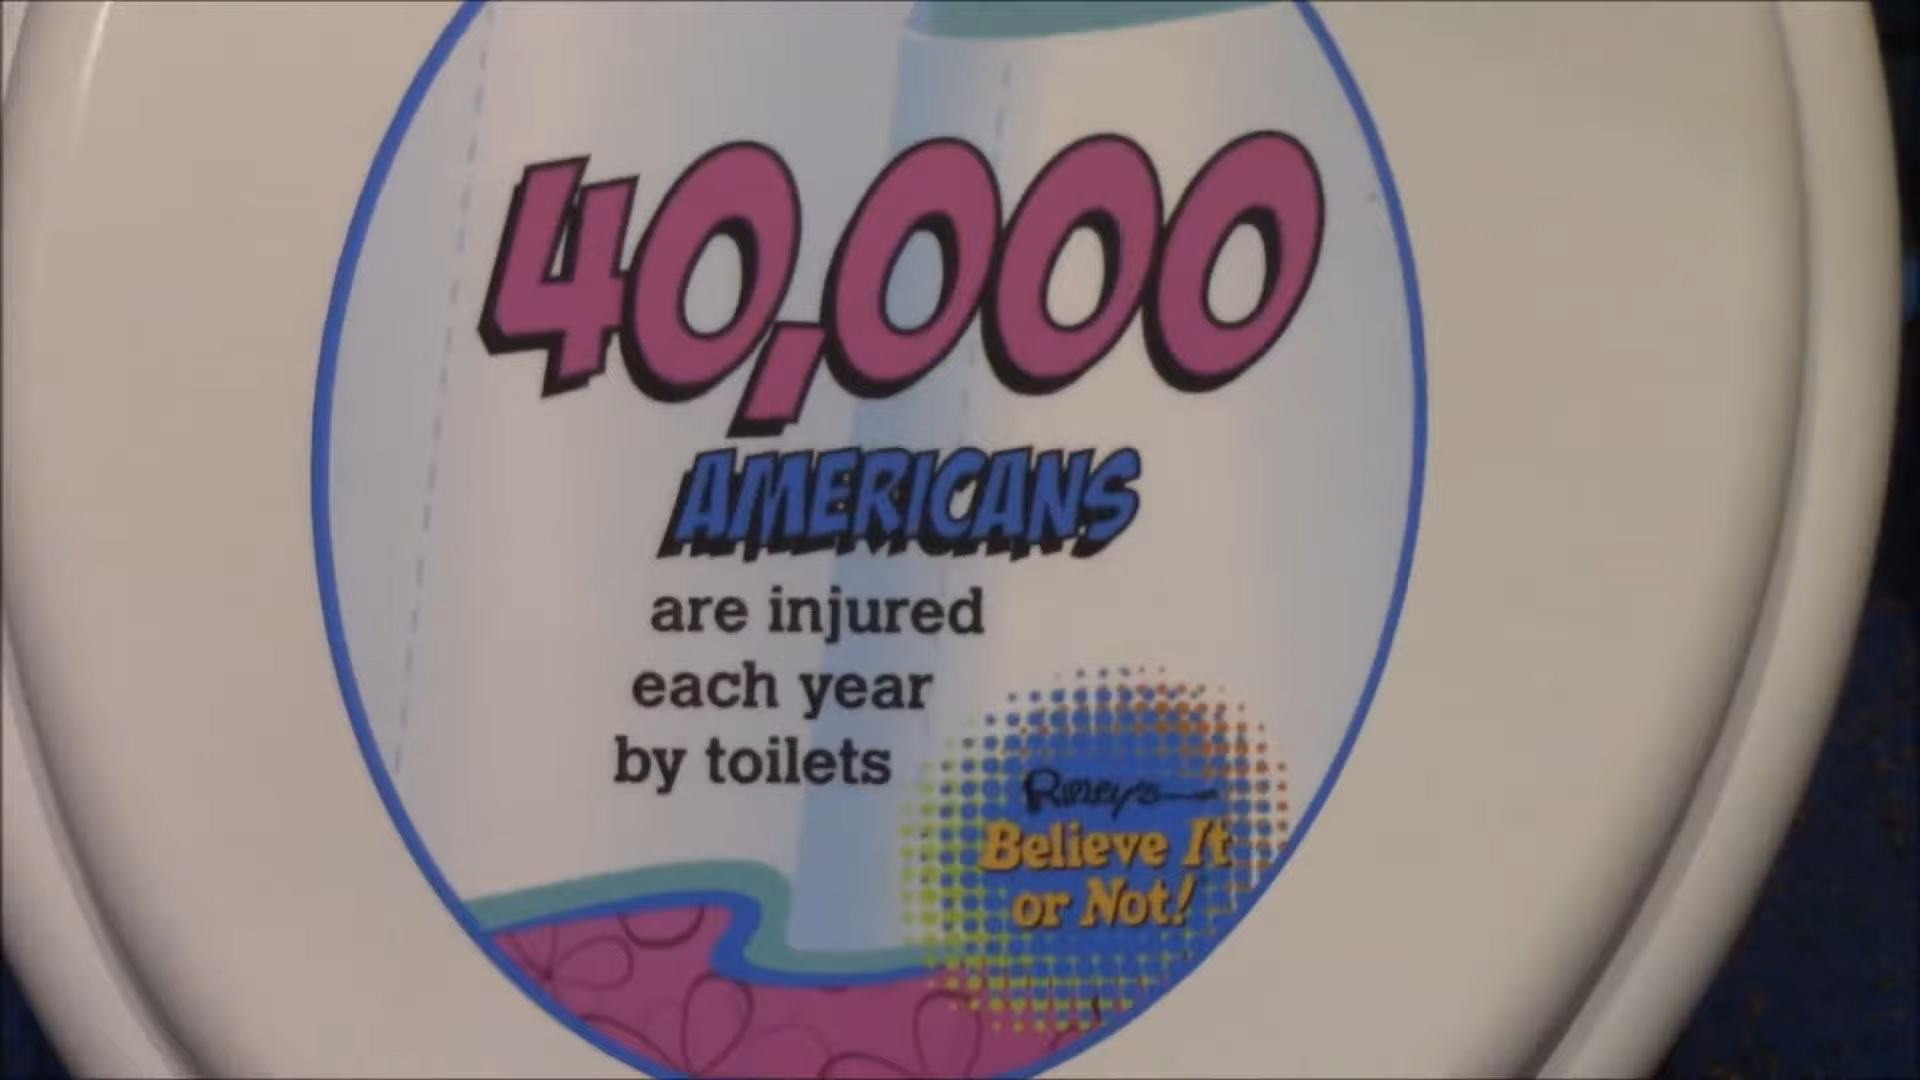 40,000
AMERICANS
are injured
each year
by toilets
Ripley's
Believe It
or Not!